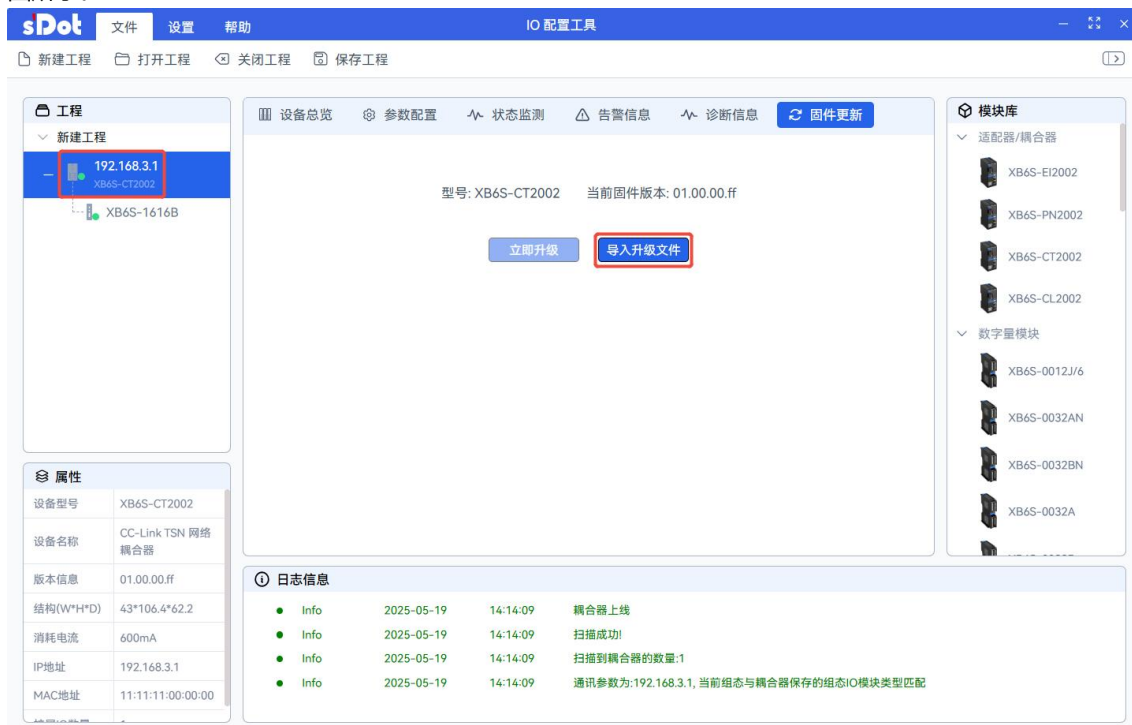 sDot 文件 设置 帮助 IO 配置工具
新建工程 打开工程 关闭工程 保存工程
工程
新建工程
192.168.3.1
XB6S-CT2002
XB6S-1616B
设备总览 参数配置 状态监测 告警信息 诊断信息 固件更新
型号: XB6S-CT2002 当前固件版本: 01.00.00.ff
立即升级 导入升级文件
模块库
适配器/耦合器
XB6S-EI2002
XB6S-PN2002
XB6S-CT2002
XB6S-CL2002
数字量模块
XB6S-0012J/6
XB6S-0032AN
XB6S-0032BN
XB6S-0032A
属性
设备型号 XB6S-CT2002
设备名称 CC-Link TSN 网络
耦合器
版本信息 01.00.00.ff
结构(W*H*D) 43*106.4*62.2
消耗电流 600mA
IP地址 192.168.3.1
MAC地址 11:11:11:00:00:00
日志信息
Info 2025-05-19 14:14:09 耦合器上线
Info 2025-05-19 14:14:09 扫描成功!
Info 2025-05-19 14:14:09 扫描到耦合器的数量:1
Info 2025-05-19 14:14:09 通讯参数为:192.168.3.1, 当前组态与耦合器保存的组态IO模块类型匹配